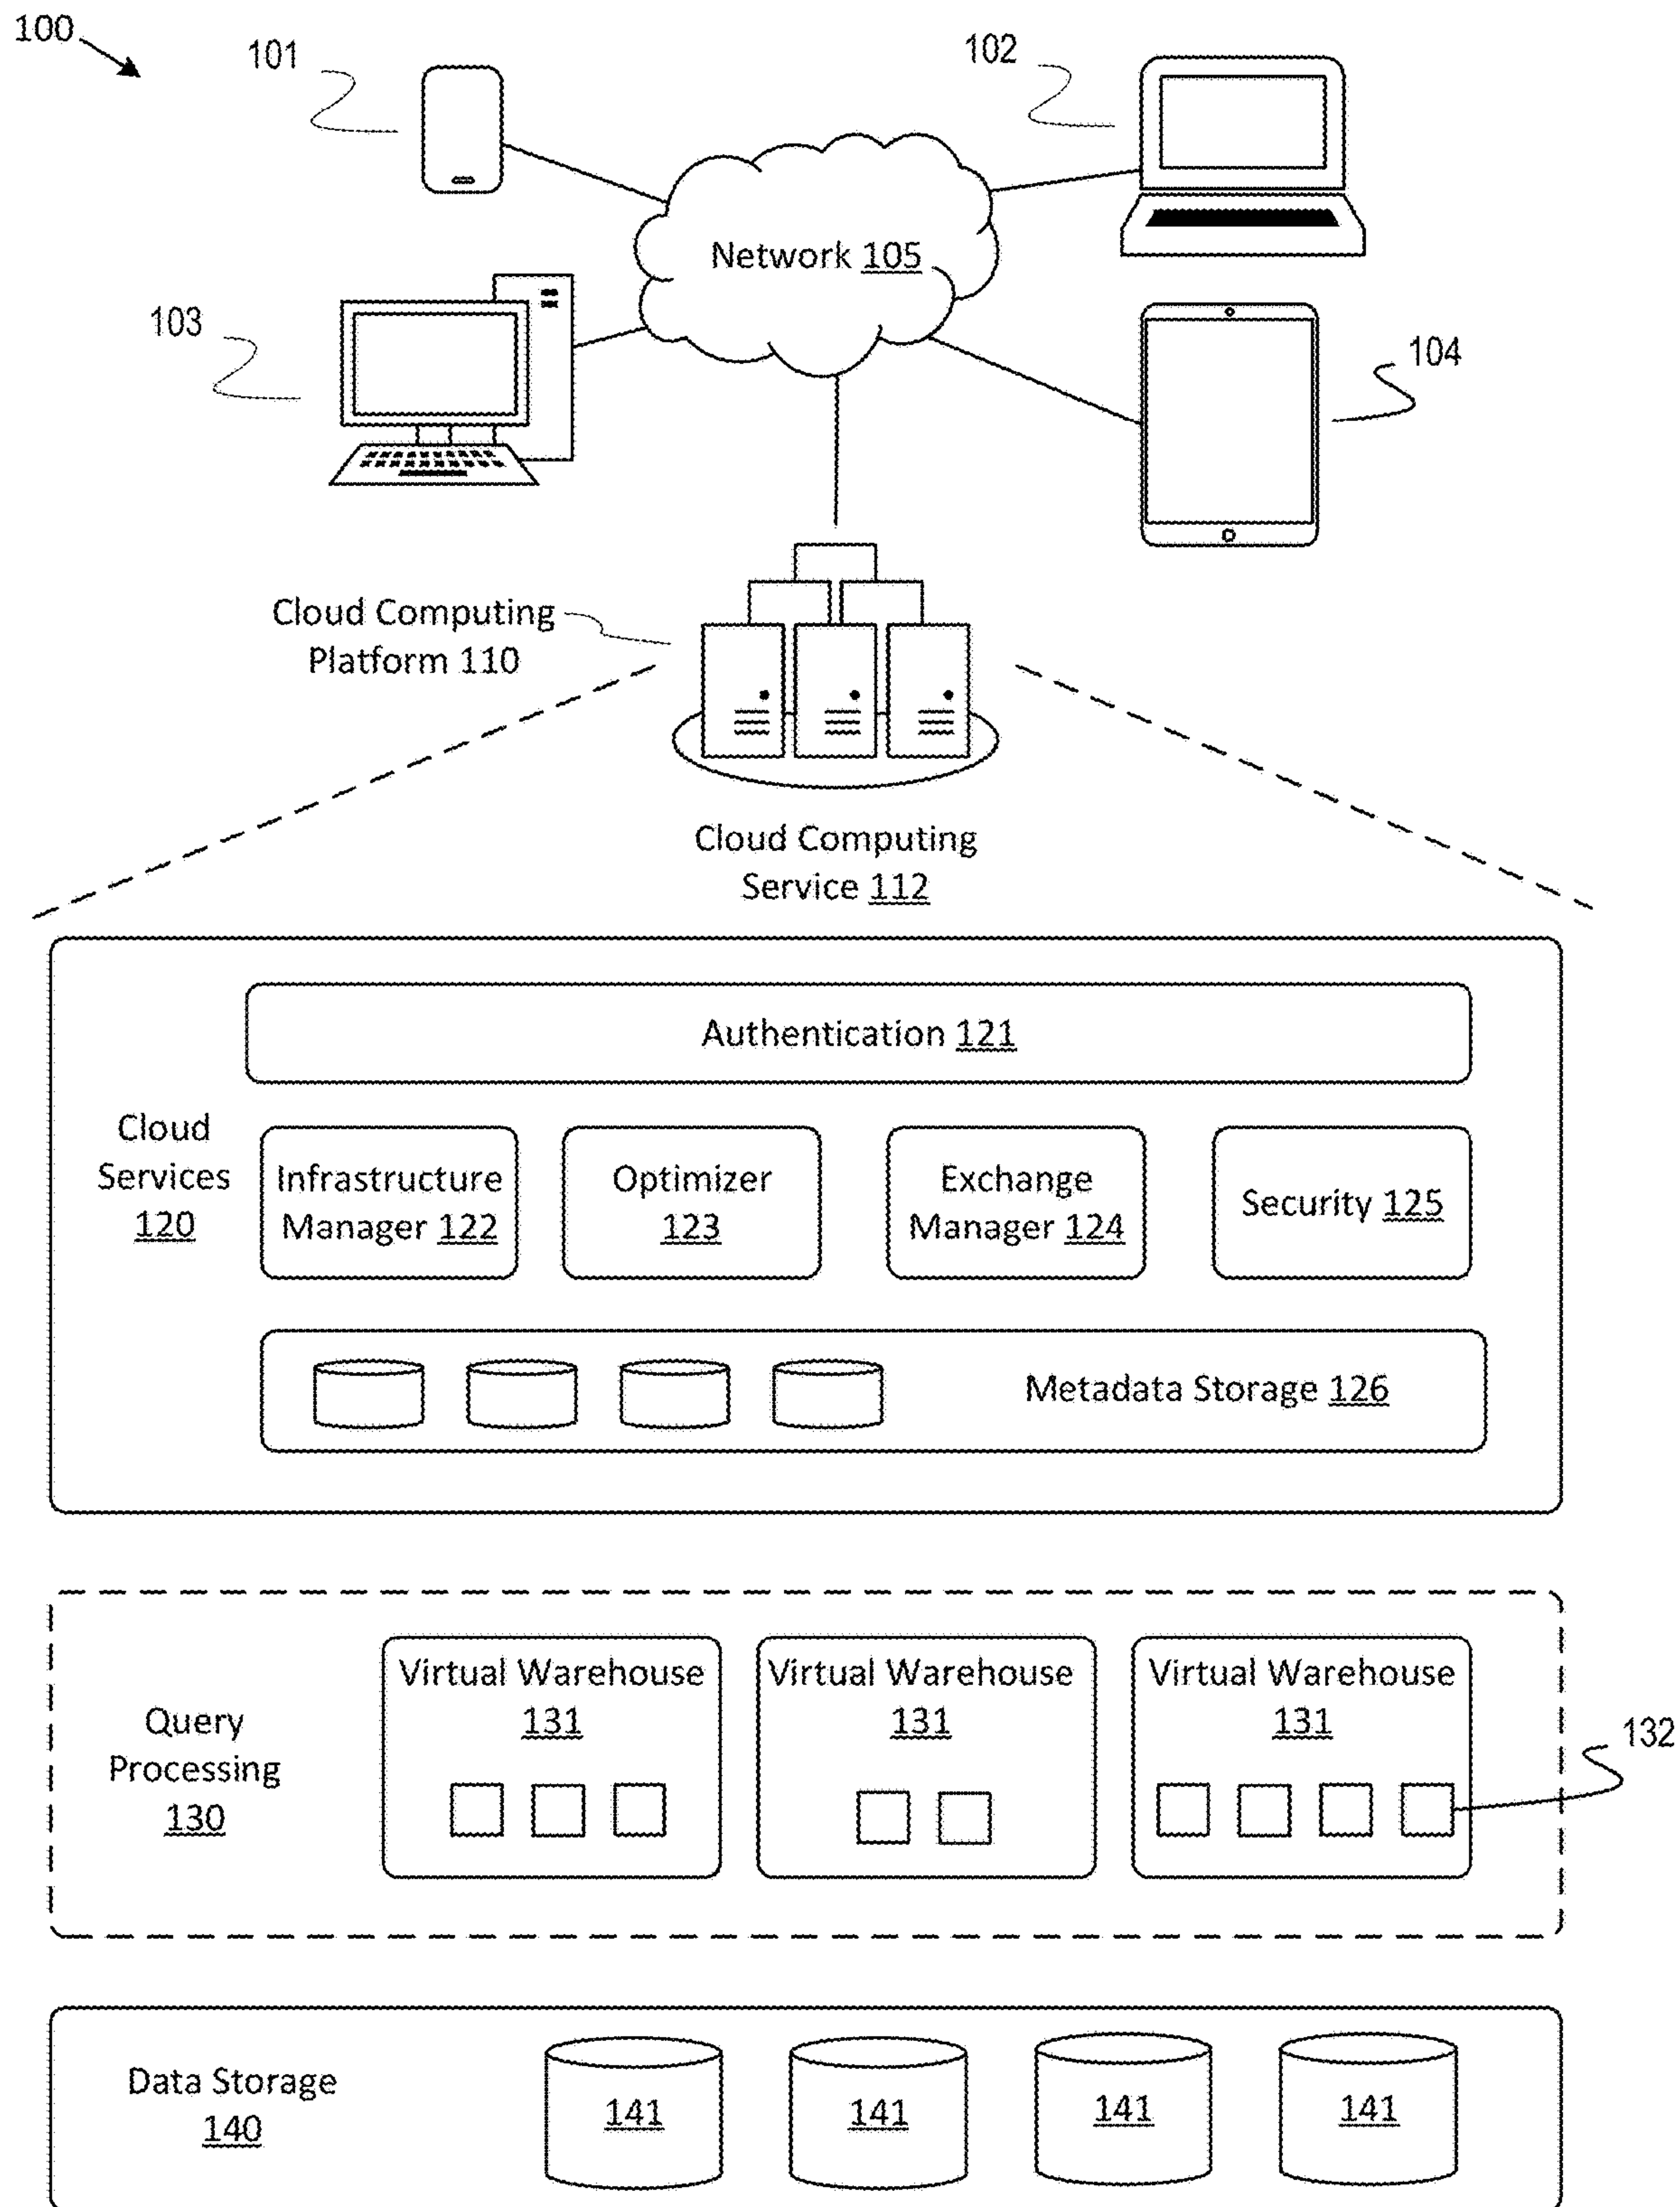 100
101
102
Network 105
103
104
Cloud Computing
Platform 110
Cloud Computing
Service 112
Authentication 121
Cloud
Services
120
Infrastructure
Manager 122
Optimizer
123
Exchange
Manager 124
Security 125
Metadata Storage 126
Query
Processing
130
Virtual Warehouse
131
Virtual Warehouse
131
Virtual Warehouse
131
132
Data Storage
140
141
141
141
141